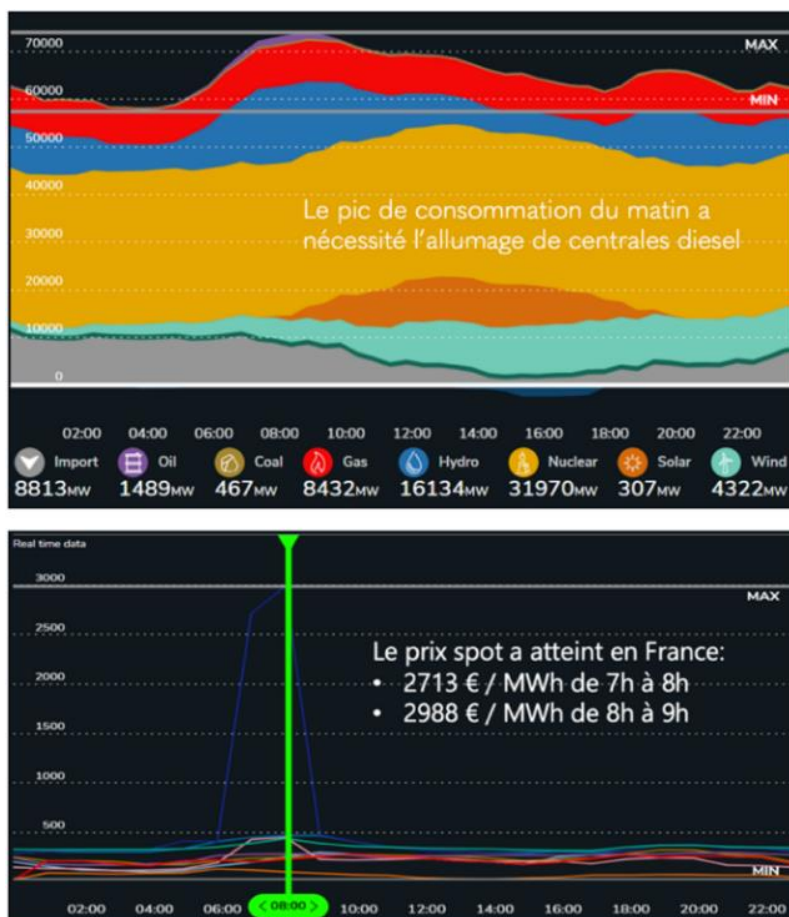 70000
MAX
60000
MIN
50000
40000
Le pic de consommation du matin a
30000
nécessité l'allumage de centrales diesel
20000
10000
0
02:00 04:00 06:00 08:00 10:00 12:00 14:00 16:00 18:00 20:00 22:00
Import Oil Coal Gas Hydro Nuclear Solar Wind
8813MW 1489MW 467MW 8432MW 16134MW 31970MW 307MW 4322MW
Real time data
3000
MAX
2500
Le prix spot a atteint en France:
• 2713 € / MWh de 7h à 8h
2000
• 2988 € / MWh de 8h à 9h
1500
1000
500
MIN
02:00 04:00 06:00 < 08:00 > 10:00 12:00 14:00 16:00 18:00 20:00 22:00